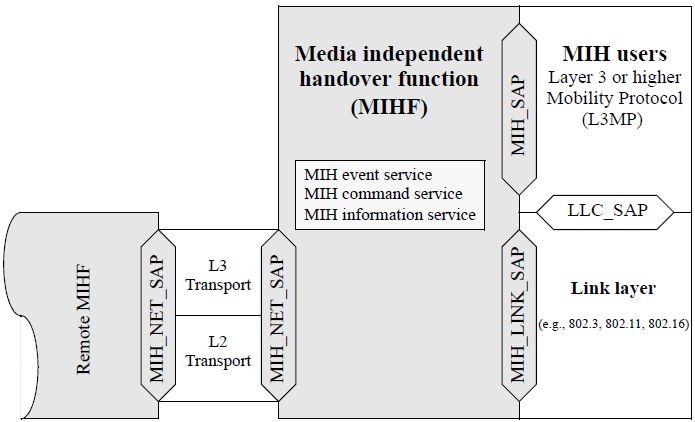 Media independent
handover function
(MIHF)
MIH event service
MIH command service
MIH information service
MIH_SAP
MIH users
Layer 3 or higher
Mobility Protocol
(L3MP)
LLC_SAP
Remote MIHF
MIH_NET_SAP
L3
Transport
L2
Transport
MIH_NET_SAP
MIH_LINK_SAP
Link layer
(e.g., 802.3, 802.11, 802.16)